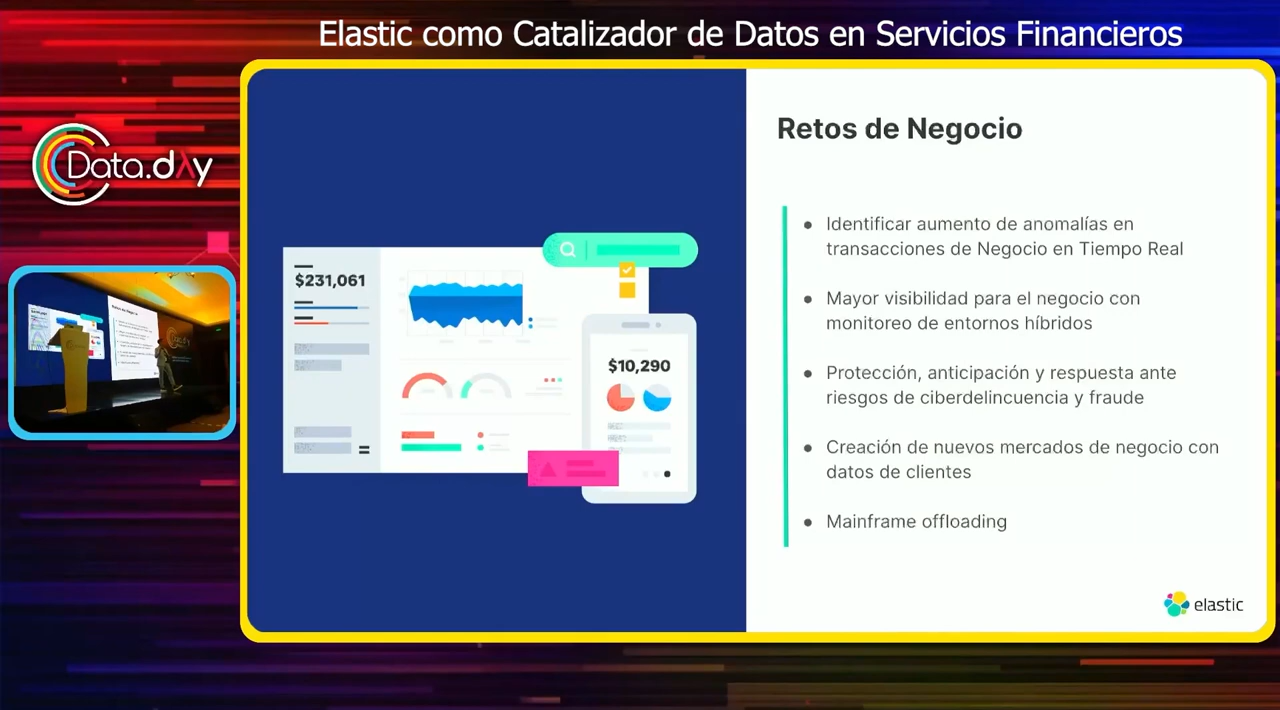 Elastic como Catalizador de Datos en Servicios Financieros
Data.dλy
Retos de Negocio
$231,061
$10,290
● Identificar aumento de anomalías en
transacciones de Negocio en Tiempo Real
● Mayor visibilidad para el negocio con
monitoreo de entornos híbridos
● Protección, anticipación y respuesta ante
riesgos de ciberdelincuencia y fraude
● Creación de nuevos mercados de negocio con
datos de clientes
● Mainframe offloading
elastic